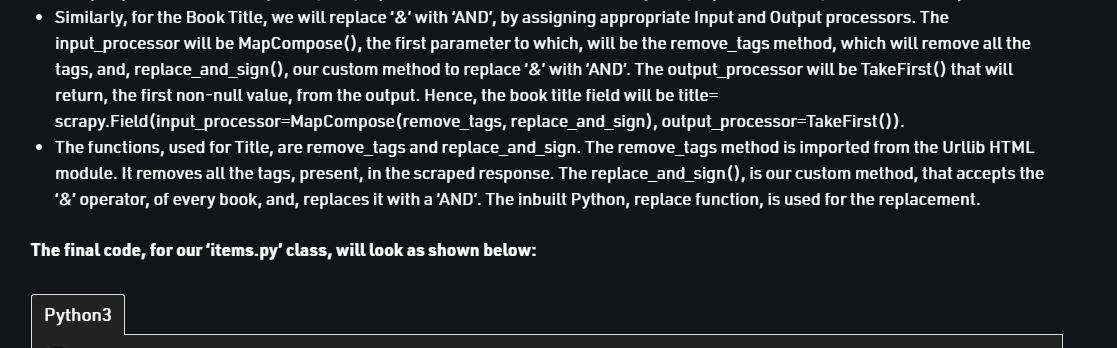 • Similarly, for the Book Title, we will replace ‘&’ with ‘AND’, by assigning appropriate Input and Output processors. The
input_processor will be MapCompose(), the first parameter to which, will be the remove_tags method, which will remove all the
tags, and, replace_and_sign(), our custom method to replace ‘&’ with ‘AND’. The output_processor will be TakeFirst() that will
return, the first non-null value, from the output. Hence, the book title field will be title=
scrapy.Field(input_processor=MapCompose(remove_tags, replace_and_sign), output_processor=TakeFirst()).
• The functions, used for Title, are remove_tags and replace_and_sign. The remove_tags method is imported from the Urllib HTML
module. It removes all the tags, present, in the scraped response. The replace_and_sign(), is our custom method, that accepts the
‘&’ operator, of every book, and, replaces it with a ‘AND’. The inbuilt Python, replace function, is used for the replacement.
The final code, for our ‘items.py’ class, will look as shown below:
Python3